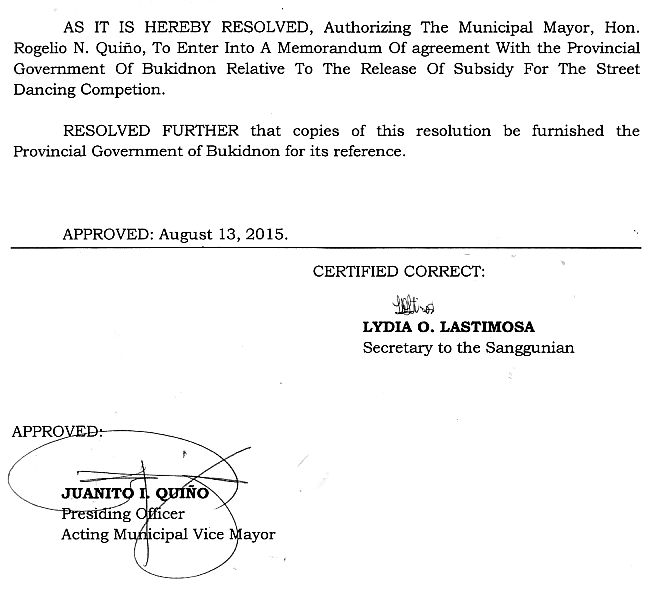 AS IT IS HEREBY RESOLVED, Authorizing The Municipal Mayor, Hon.
Rogelio N. Quiño, To Enter Into A Memorandum Of agreement With the Provincial
Government Of Bukidnon Relative To The Release Of Subsidy For The Street
Dancing Competion.
RESOLVED FURTHER that copies of this resolution be furnished the
Provincial Government of Bukidnon for its reference.
APPROVED: August 13, 2015.
CERTIFIED CORRECT:
LYDIA O. LASTIMOSA
Secretary to the Sanggunian
APPROVED:
JUANITO I. QUIÑO
Presiding Officer
Acting Municipal Vice Mayor